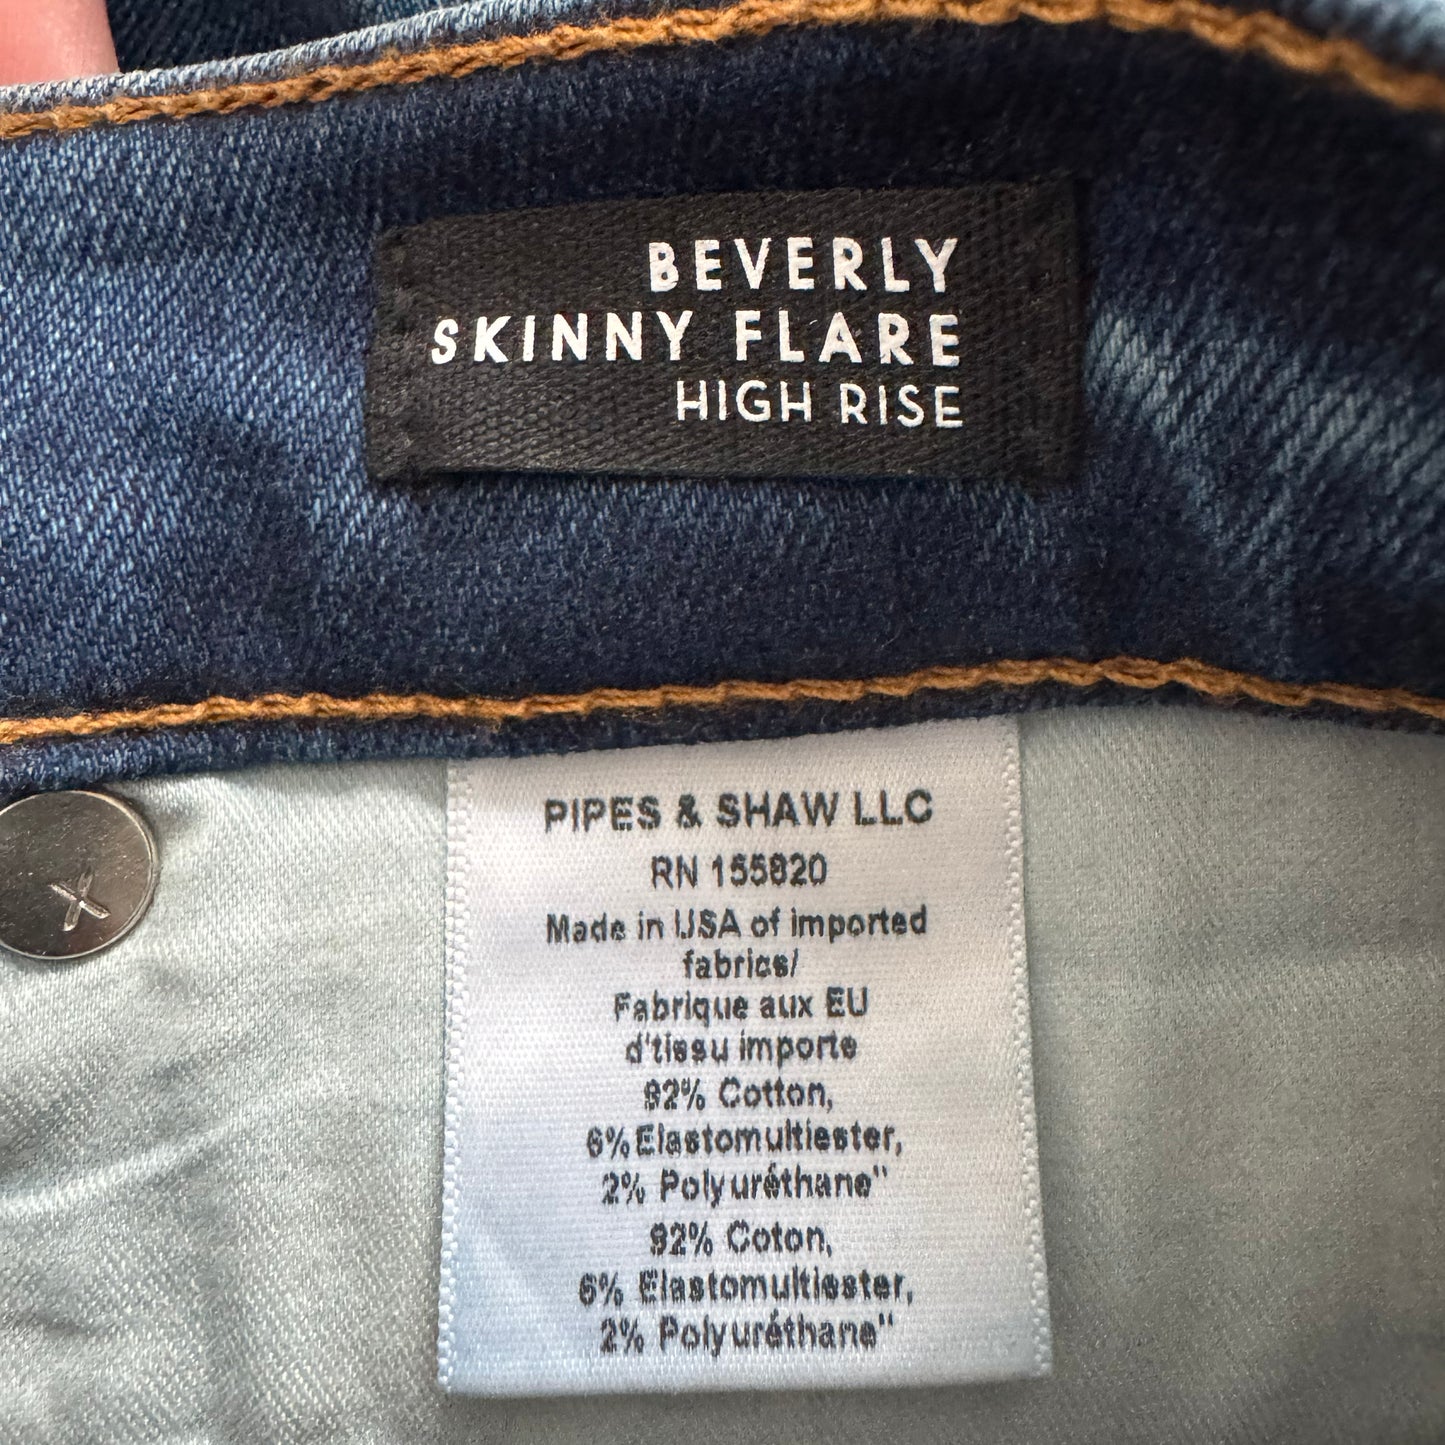 BEVERLY
SKINNY FLARE
HIGH RISE
X
PIPES & SHAW LLC
RN 155820
Made in USA of imported
fabrics/
Fabrique aux EU
d'tissu importe
92% Cotton,
6% Elastomultiester,
2% Polyuréthane"
92% Coton,
6% Elastomultiester,
2% Polyuréthane"